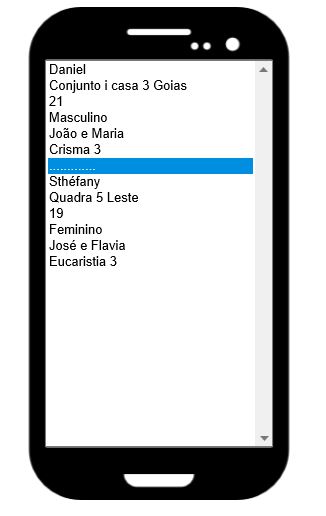 Daniel
Conjunto i casa 3 Goias
21
Masculino
João e Maria
Crisma 3
.............
Sthéfany
Quadra 5 Leste
19
Feminino
José e Flavia
Eucaristia 3